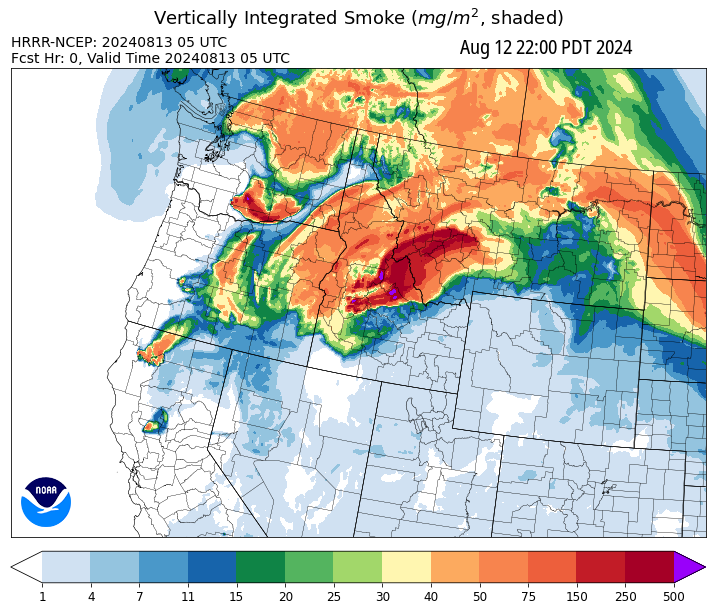 Vertically Integrated Smoke (mg/m², shaded)
HRRR-NCEP: 20240813 05 UTC
Fcst Hr: 0, Valid Time 20240813 05 UTC
Aug 12 22:00 PDT 2024
NOAA
1 4 7 11 15 20 25 30 40 50 75 150 250 500